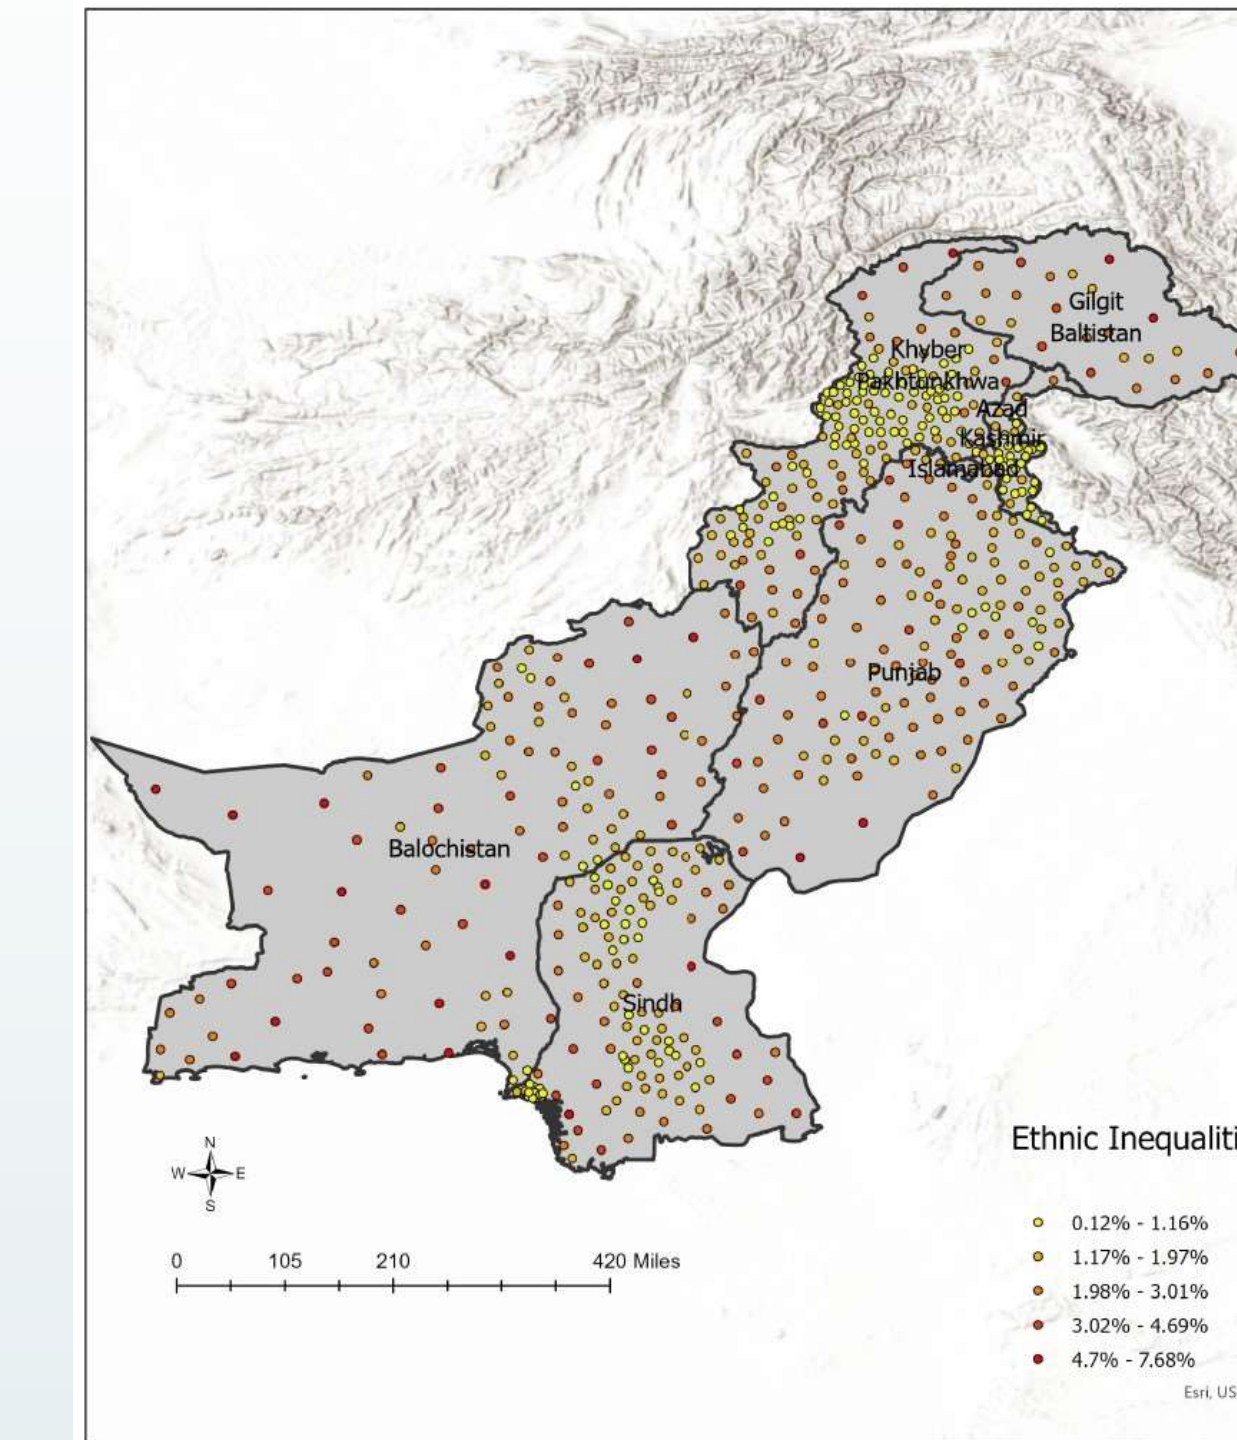 Gilgit
Baltistan
Khyber
Pakhtunkhwa
Azad
Kashmir
Islamabad
Punjab
Balochistan
Sindh
N
W E
S
0 105 210 420 Miles
Ethnic Inequaliti
0.12% - 1.16%
1.17% - 1.97%
1.98% - 3.01%
3.02% - 4.69%
4.7% - 7.68%
Esri, US